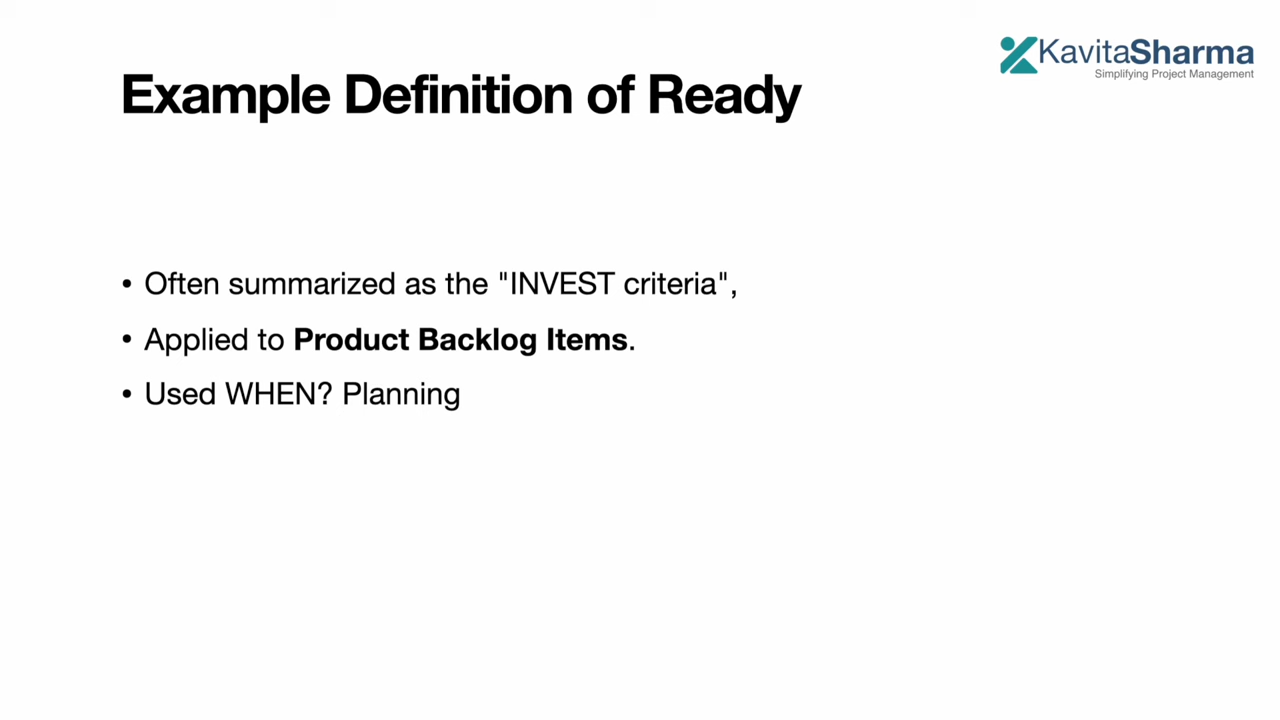 KavitaSharma
Simplifying Project Management
Example Definition of Ready
• Often summarized as the "INVEST criteria",
• Applied to Product Backlog Items.
• Used WHEN? Planning